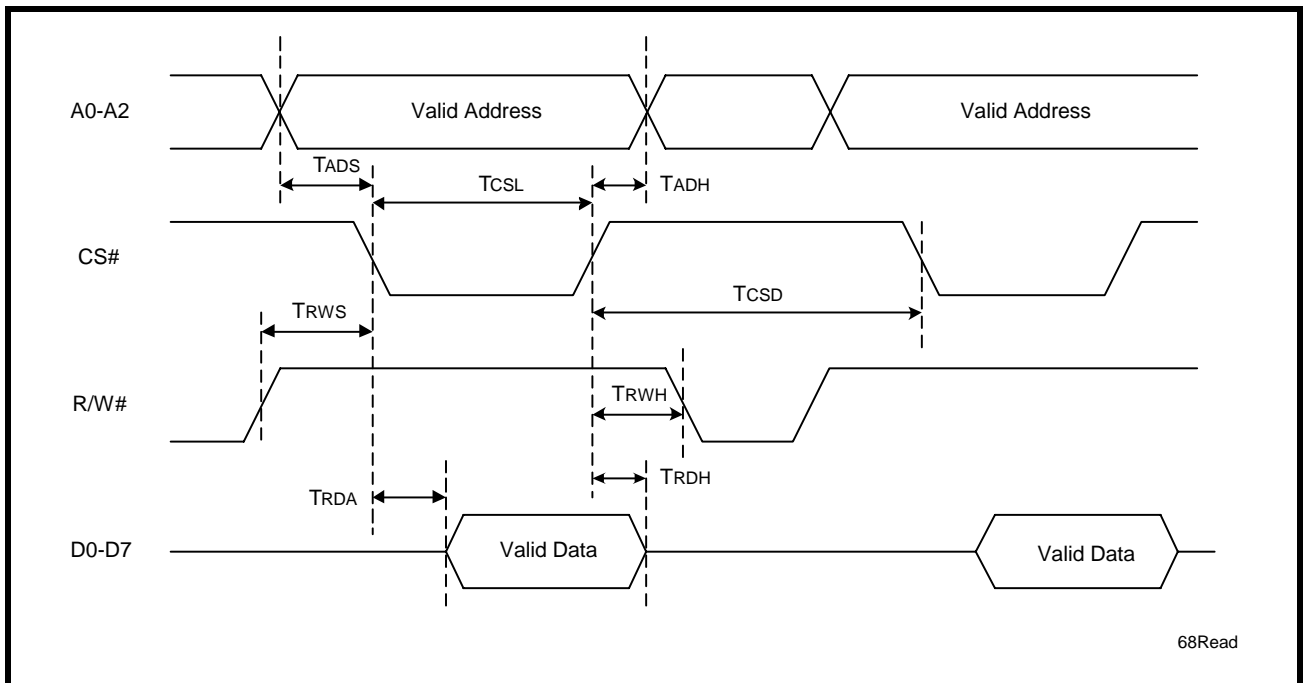 A0-A2
Valid Address
Valid Address
TADS
TCSL
TADH
CS#
TCSD
TRWS
R/W#
TRWH
TRDH
TRDA
D0-D7
Valid Data
Valid Data
68Read